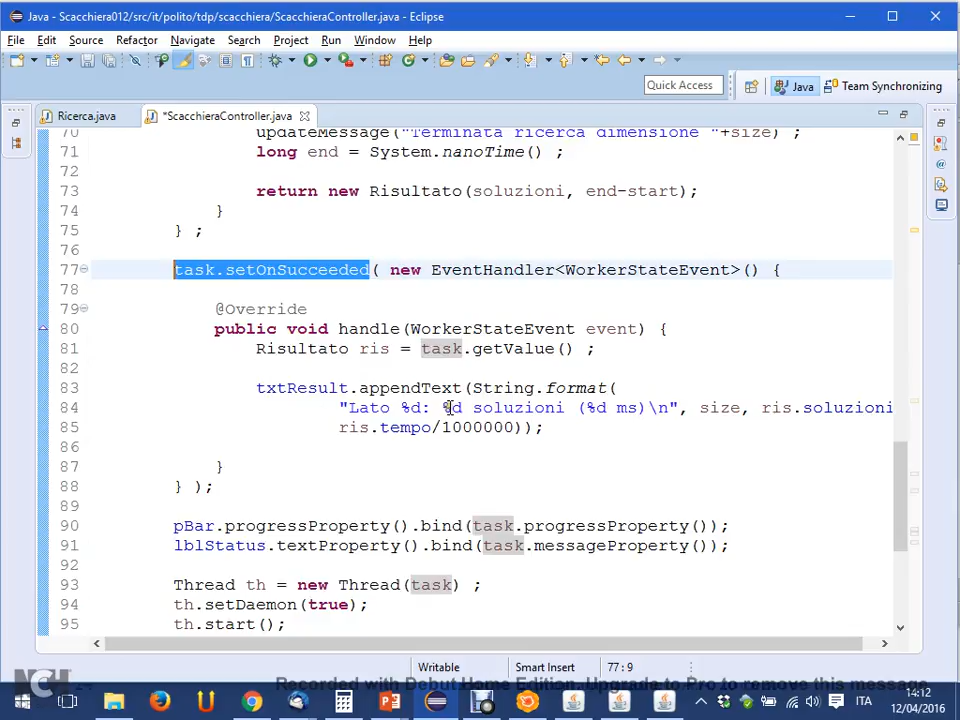 Java - Scacchiera012/src/it/polito/tdp/scacchiera/ScacchieraController.java - Eclipse
File Edit Source Refactor Navigate Search Project Run Window Help
Quick Access
Java
Team Synchronizing
Ricerca.java
*ScacchieraController.java
70 updateMessage("Terminata ricerca dimensione "+size) ;
71 long end = System.nanoTime() ;
72
73 return new Risultato(soluzioni, end-start);
74 }
75 } ;
76
77 task.setOnSucceeded( new EventHandler<WorkerStateEvent>() {
78
79 @Override
80 public void handle(WorkerStateEvent event) {
81 Risultato ris = task.getValue() ;
82
83 txtResult.appendText(String.format(
84 "Lato %d: %d soluzioni (%d ms)\n", size, ris.soluzioni
85 ris.tempo/1000000));
86
87 }
88 } );
89
90 pBar.progressProperty().bind(task.progressProperty());
91 lblStatus.textProperty().bind(task.messageProperty());
92
93 Thread th = new Thread(task) ;
94 th.setDaemon(true);
95 th.start();
Writable
Smart Insert
77 : 9
NCH
Recorded with Debut Home Edition. Upgrade to Pro to remove this message
ITA
14:12
12/04/2016